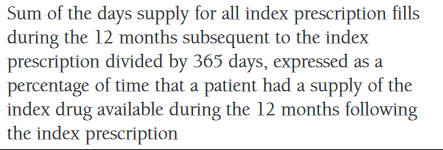 Sum of the days supply for all index prescription fills
during the 12 months subsequent to the index
prescription divided by 365 days, expressed as a
percentage of time that a patient had a supply of the
index drug available during the 12 months following
the index prescription